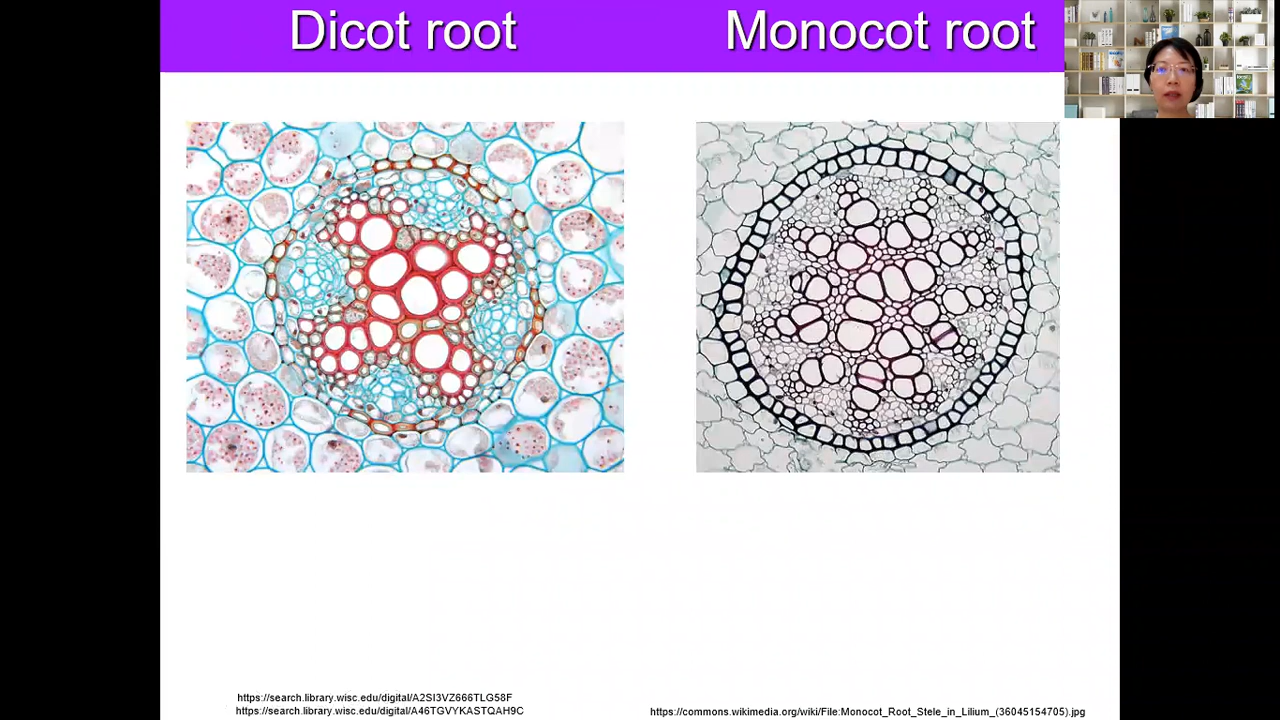 Dicot root
Monocot root
https://search.library.wisc.edu/digital/A2SI3VZ666TLG58F
https://search.library.wisc.edu/digital/A46TGVYKASTQAH9C
https://commons.wikimedia.org/wiki/File:Monocot_Root_Stele_in_Lilium_(36045154705).jpg